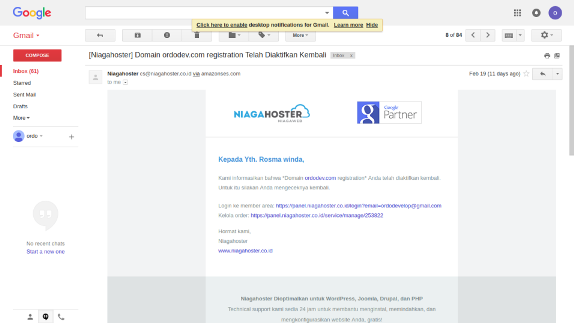 Google
Click here to enable desktop notifications for Gmail. Learn more Hide
Gmail
More
8 of 84
COMPOSE
[Niagahoster] Domain ordodev.com registration Telah Diaktifkan Kembali
Inbox x
Inbox (61)
Starred
Sent Mail
Drafts
More
ordo
Niagahoster cs@niagahoster.co.id via amazonses.com
Feb 19 (11 days ago)
to me
NIAGAHOSTER
NIAGAWEB
Google
Partner
Kepada Yth. Rosma winda,
Kami informasikan bahwa "Domain ordodev.com registration" Anda telah diaktifkan kembali.
Untuk itu silakan Anda mengeceknya kembali.
Login ke member area: https://panel.niagahoster.co.id/login?email=ordodevelop@gmail.com
Kelola order: https://panel.niagahoster.co.id/service/manage/253822
Hormat kami,
Niagahoster
www.niagahoster.co.id
No recent chats
Start a new one
Niagahoster Dioptimalkan untuk WordPress, Joomla, Drupal, dan PHP
Technical support kami sedia 24 jam untuk membantu menginstal, memindahkan, dan
mengkonfigurasikan website Anda, gratis!